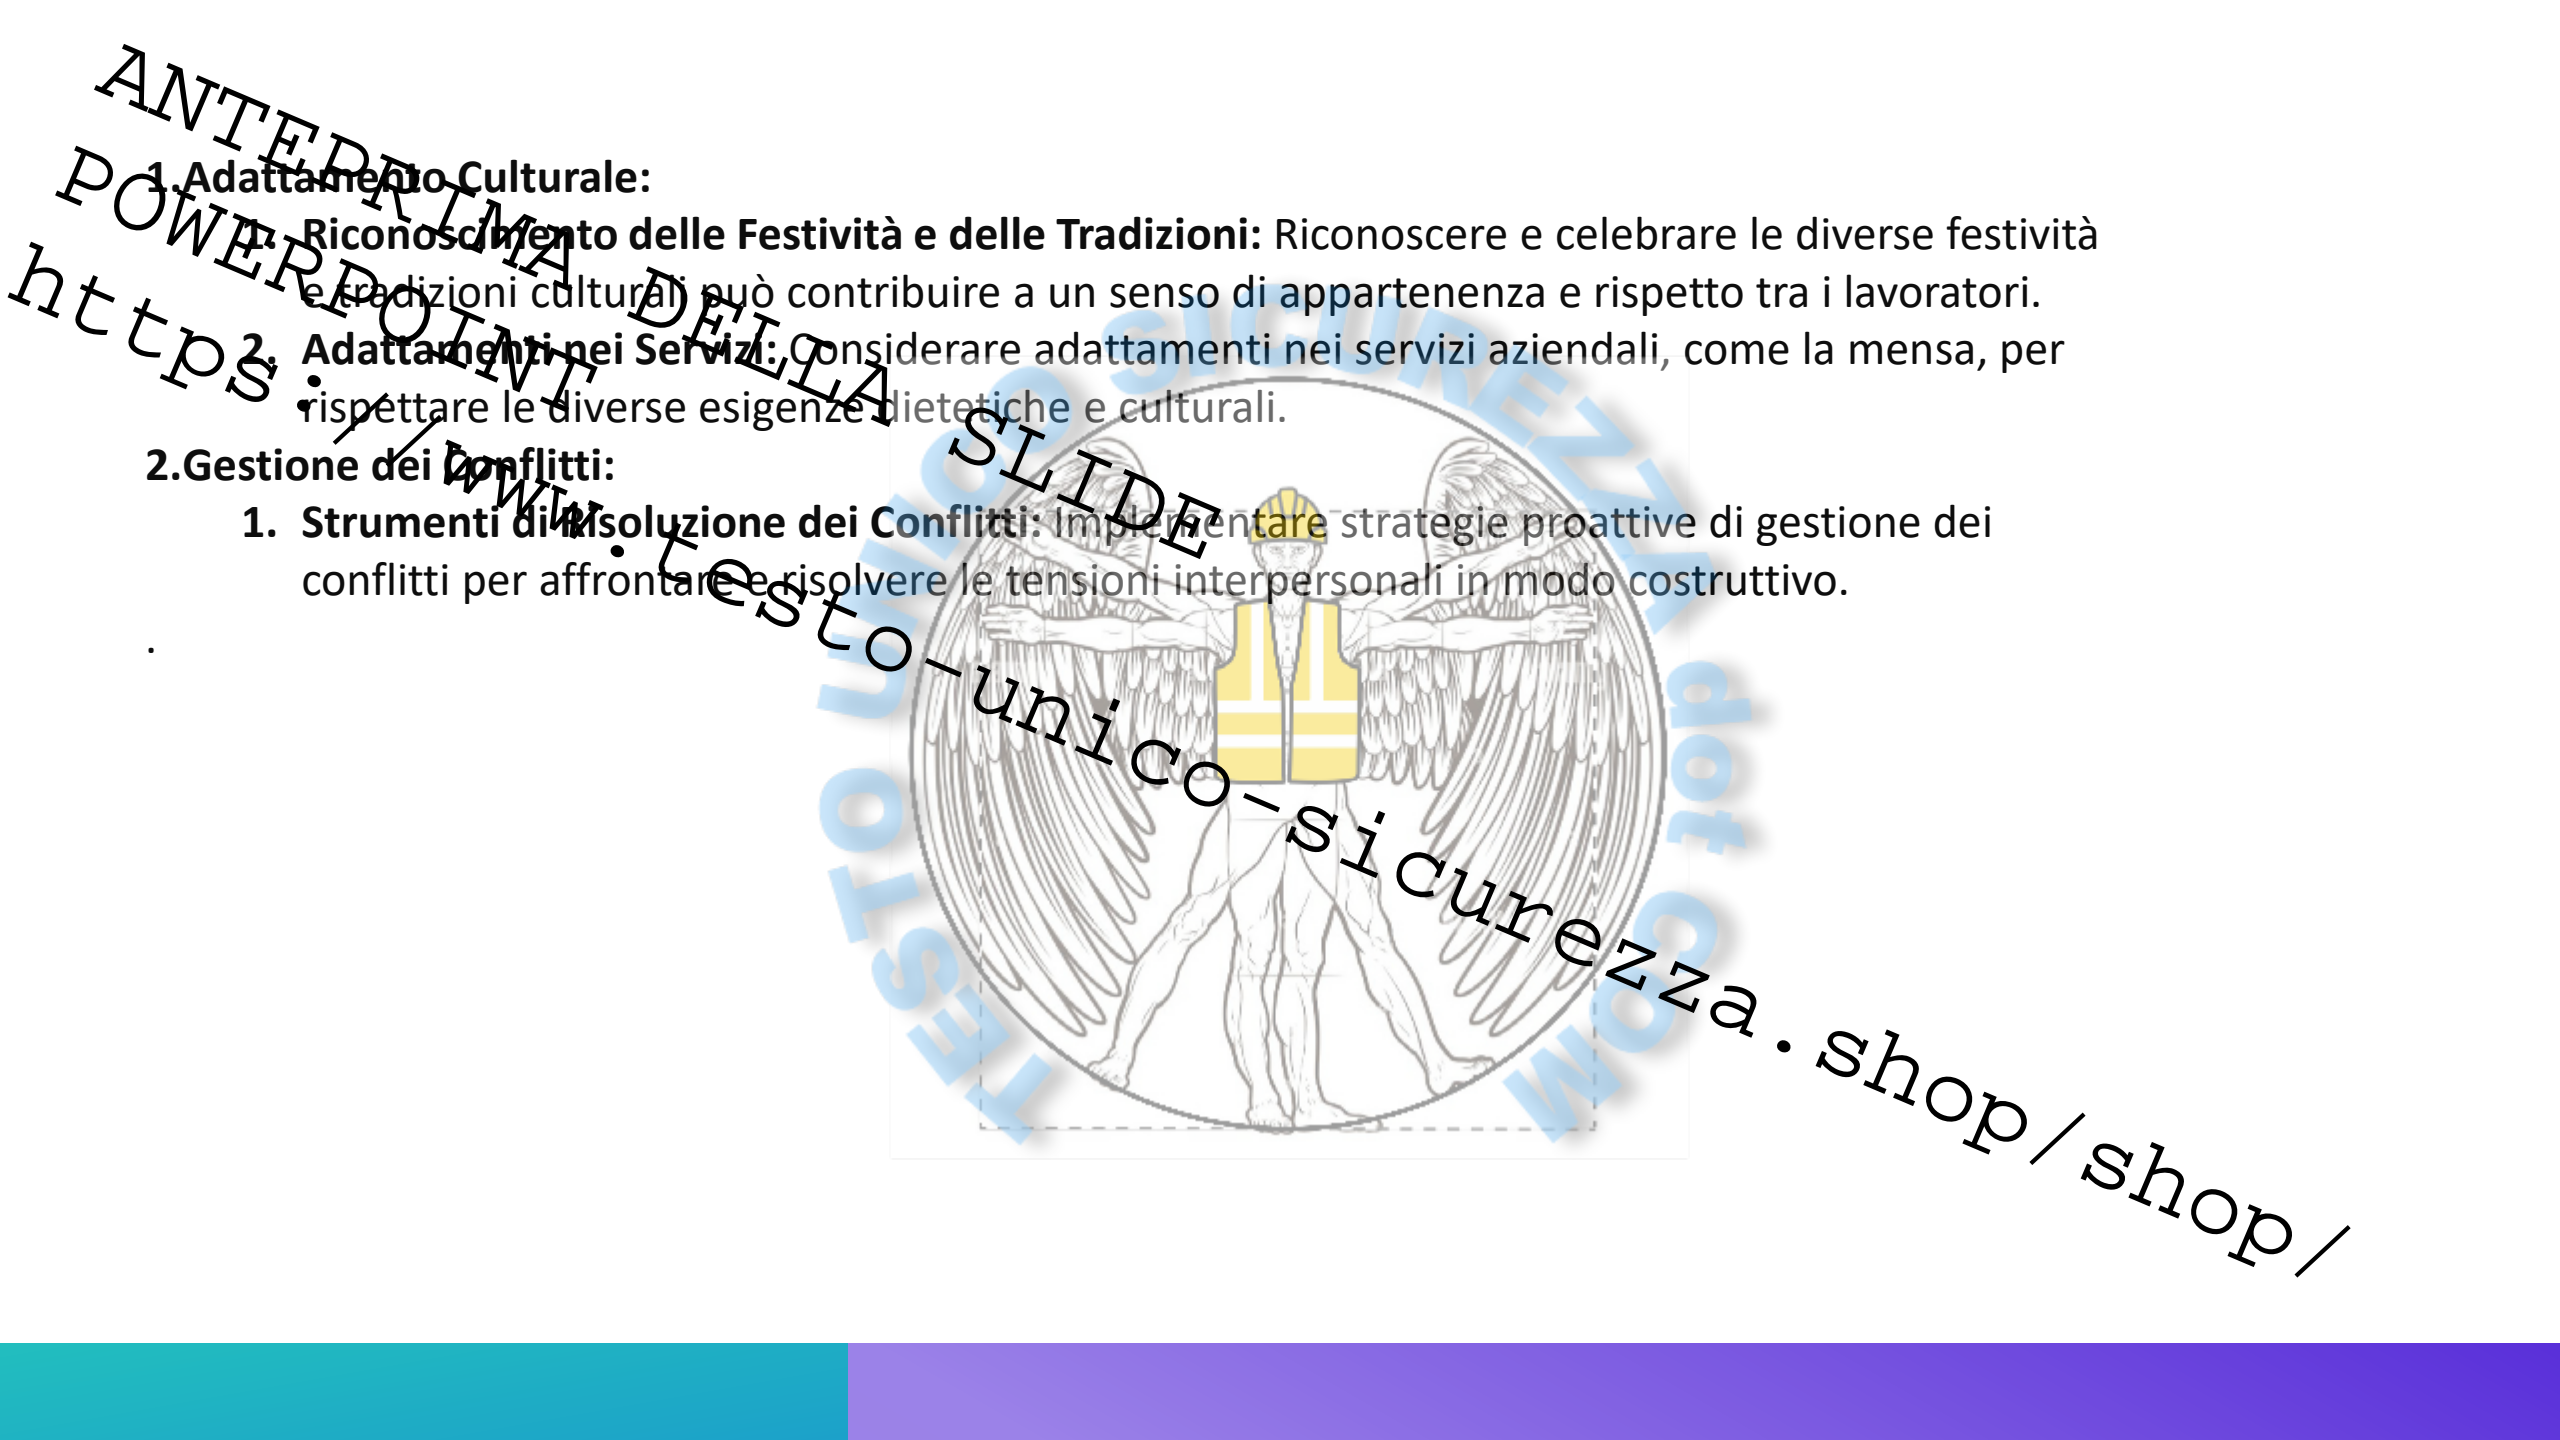 ANTEPRIMA DELLA SLIDE
POWERPOINT
https://www.testo-unico-sicurezza.shop/shop/
1.Adattamento Culturale:
1. Riconoscimento delle Festività e delle Tradizioni: Riconoscere e celebrare le diverse festività
e tradizioni culturali può contribuire a un senso di appartenenza e rispetto tra i lavoratori.
2. Adattamenti nei Servizi: Considerare adattamenti nei servizi aziendali, come la mensa, per
rispettare le diverse esigenze dietetiche e culturali.
2.Gestione dei Conflitti:
1. Strumenti di Risoluzione dei Conflitti: Implementare strategie proattive di gestione dei
conflitti per affrontare e risolvere le tensioni interpersonali in modo costruttivo.
.
TESTO UNICO SICUREZZA dot COM